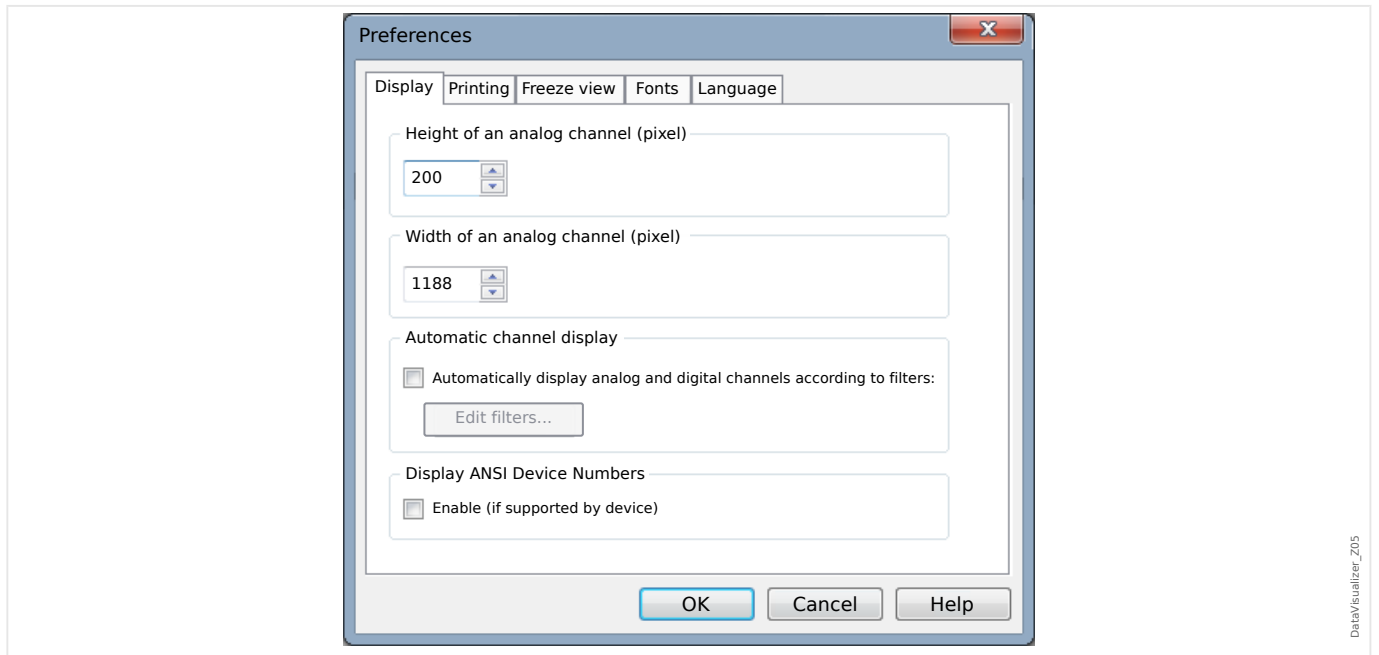 Preferences
Display Printing Freeze view Fonts Language
Height of an analog channel (pixel)
200
Width of an analog channel (pixel)
1188
Automatic channel display
Automatically display analog and digital channels according to filters:
Edit filters...
Display ANSI Device Numbers
Enable (if supported by device)
OK Cancel Help
DataVisualizer_Z05